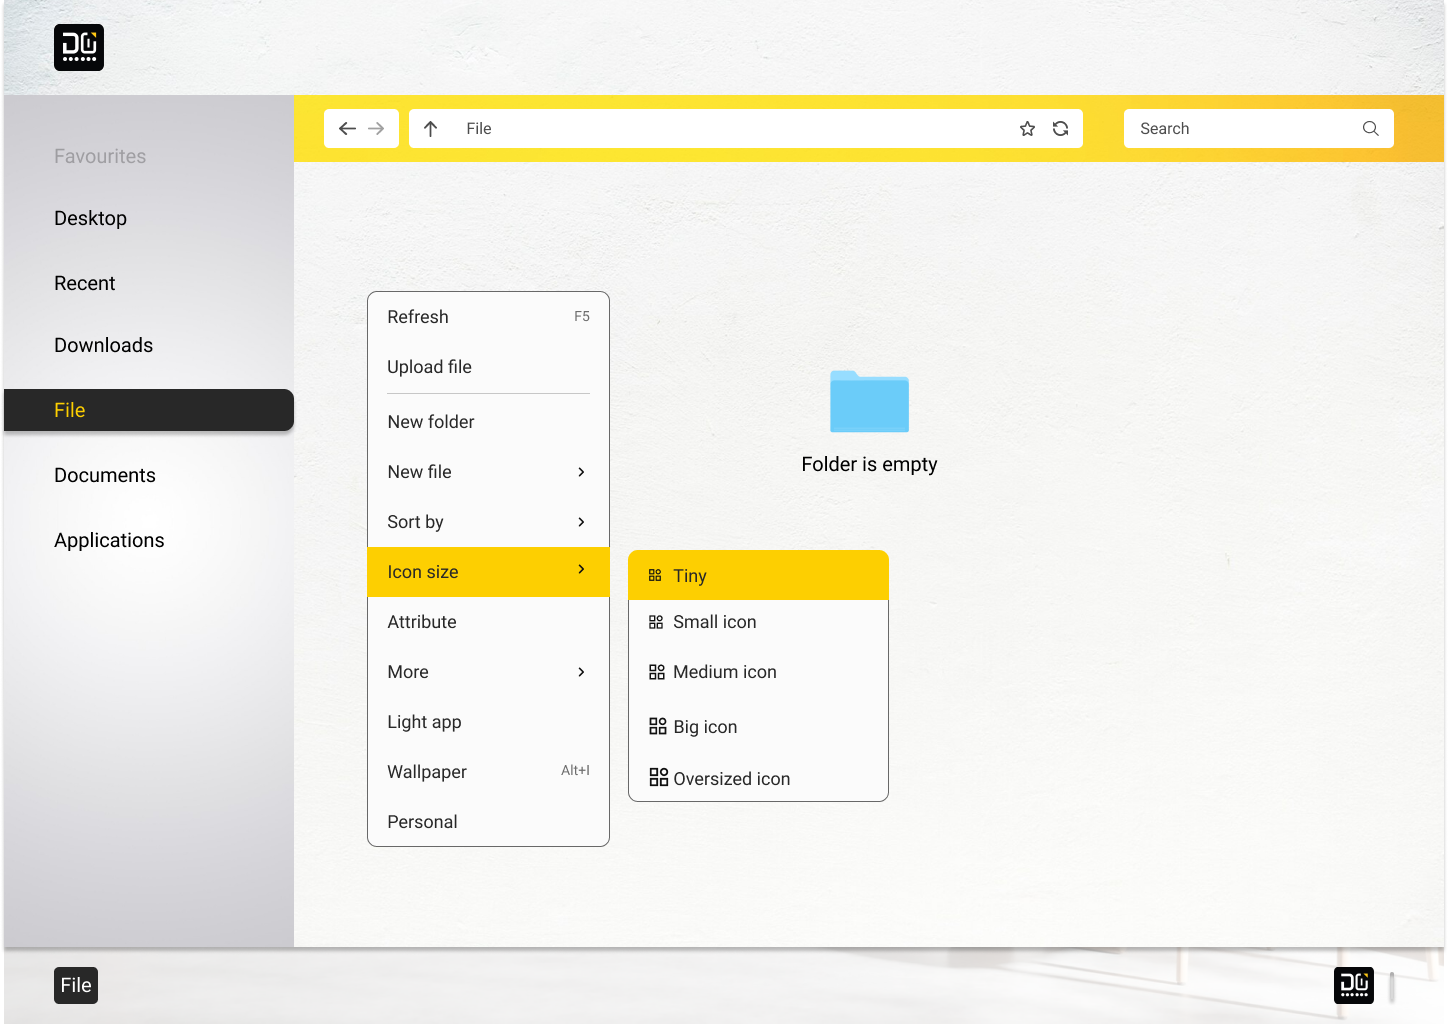 File
Search
Favourites
Desktop
Recent
Downloads
File
Documents
Applications
Refresh F5
Upload file
New folder
New file
Sort by
Icon size
Attribute
More
Light app
Wallpaper Alt+I
Personal
Tiny
Small icon
Medium icon
Big icon
Oversized icon
Folder is empty
File